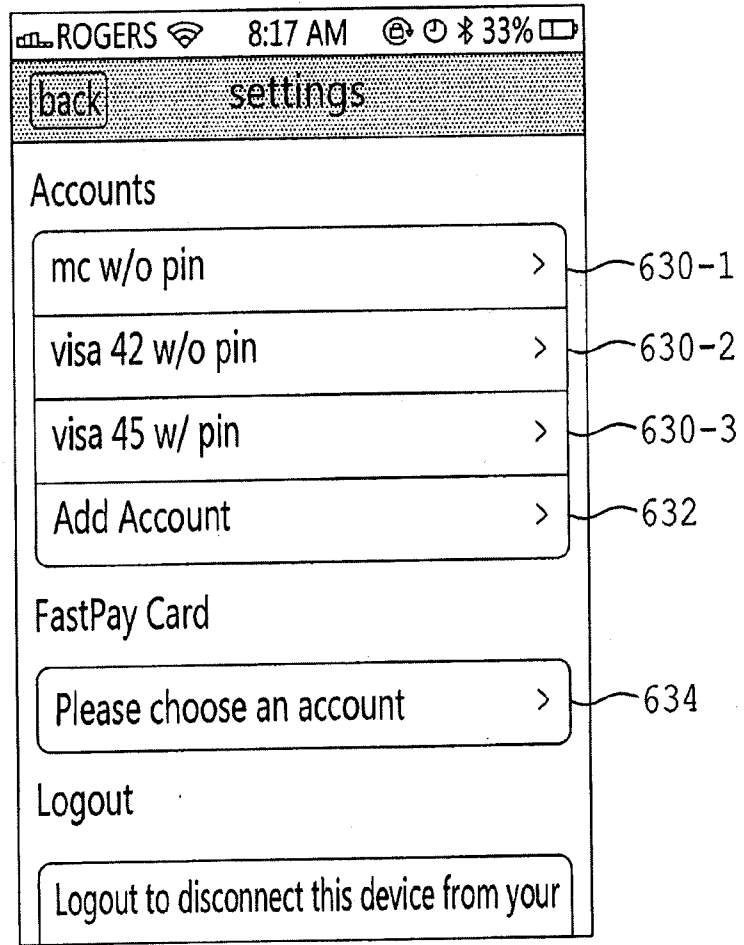 ROGERS 8:17 AM 33%
back settings
Accounts
mc w/o pin > 630-1
visa 42 w/o pin > 630-2
visa 45 w/ pin > 630-3
Add Account > 632
FastPay Card
Please choose an account > 634
Logout
Logout to disconnect this device from your